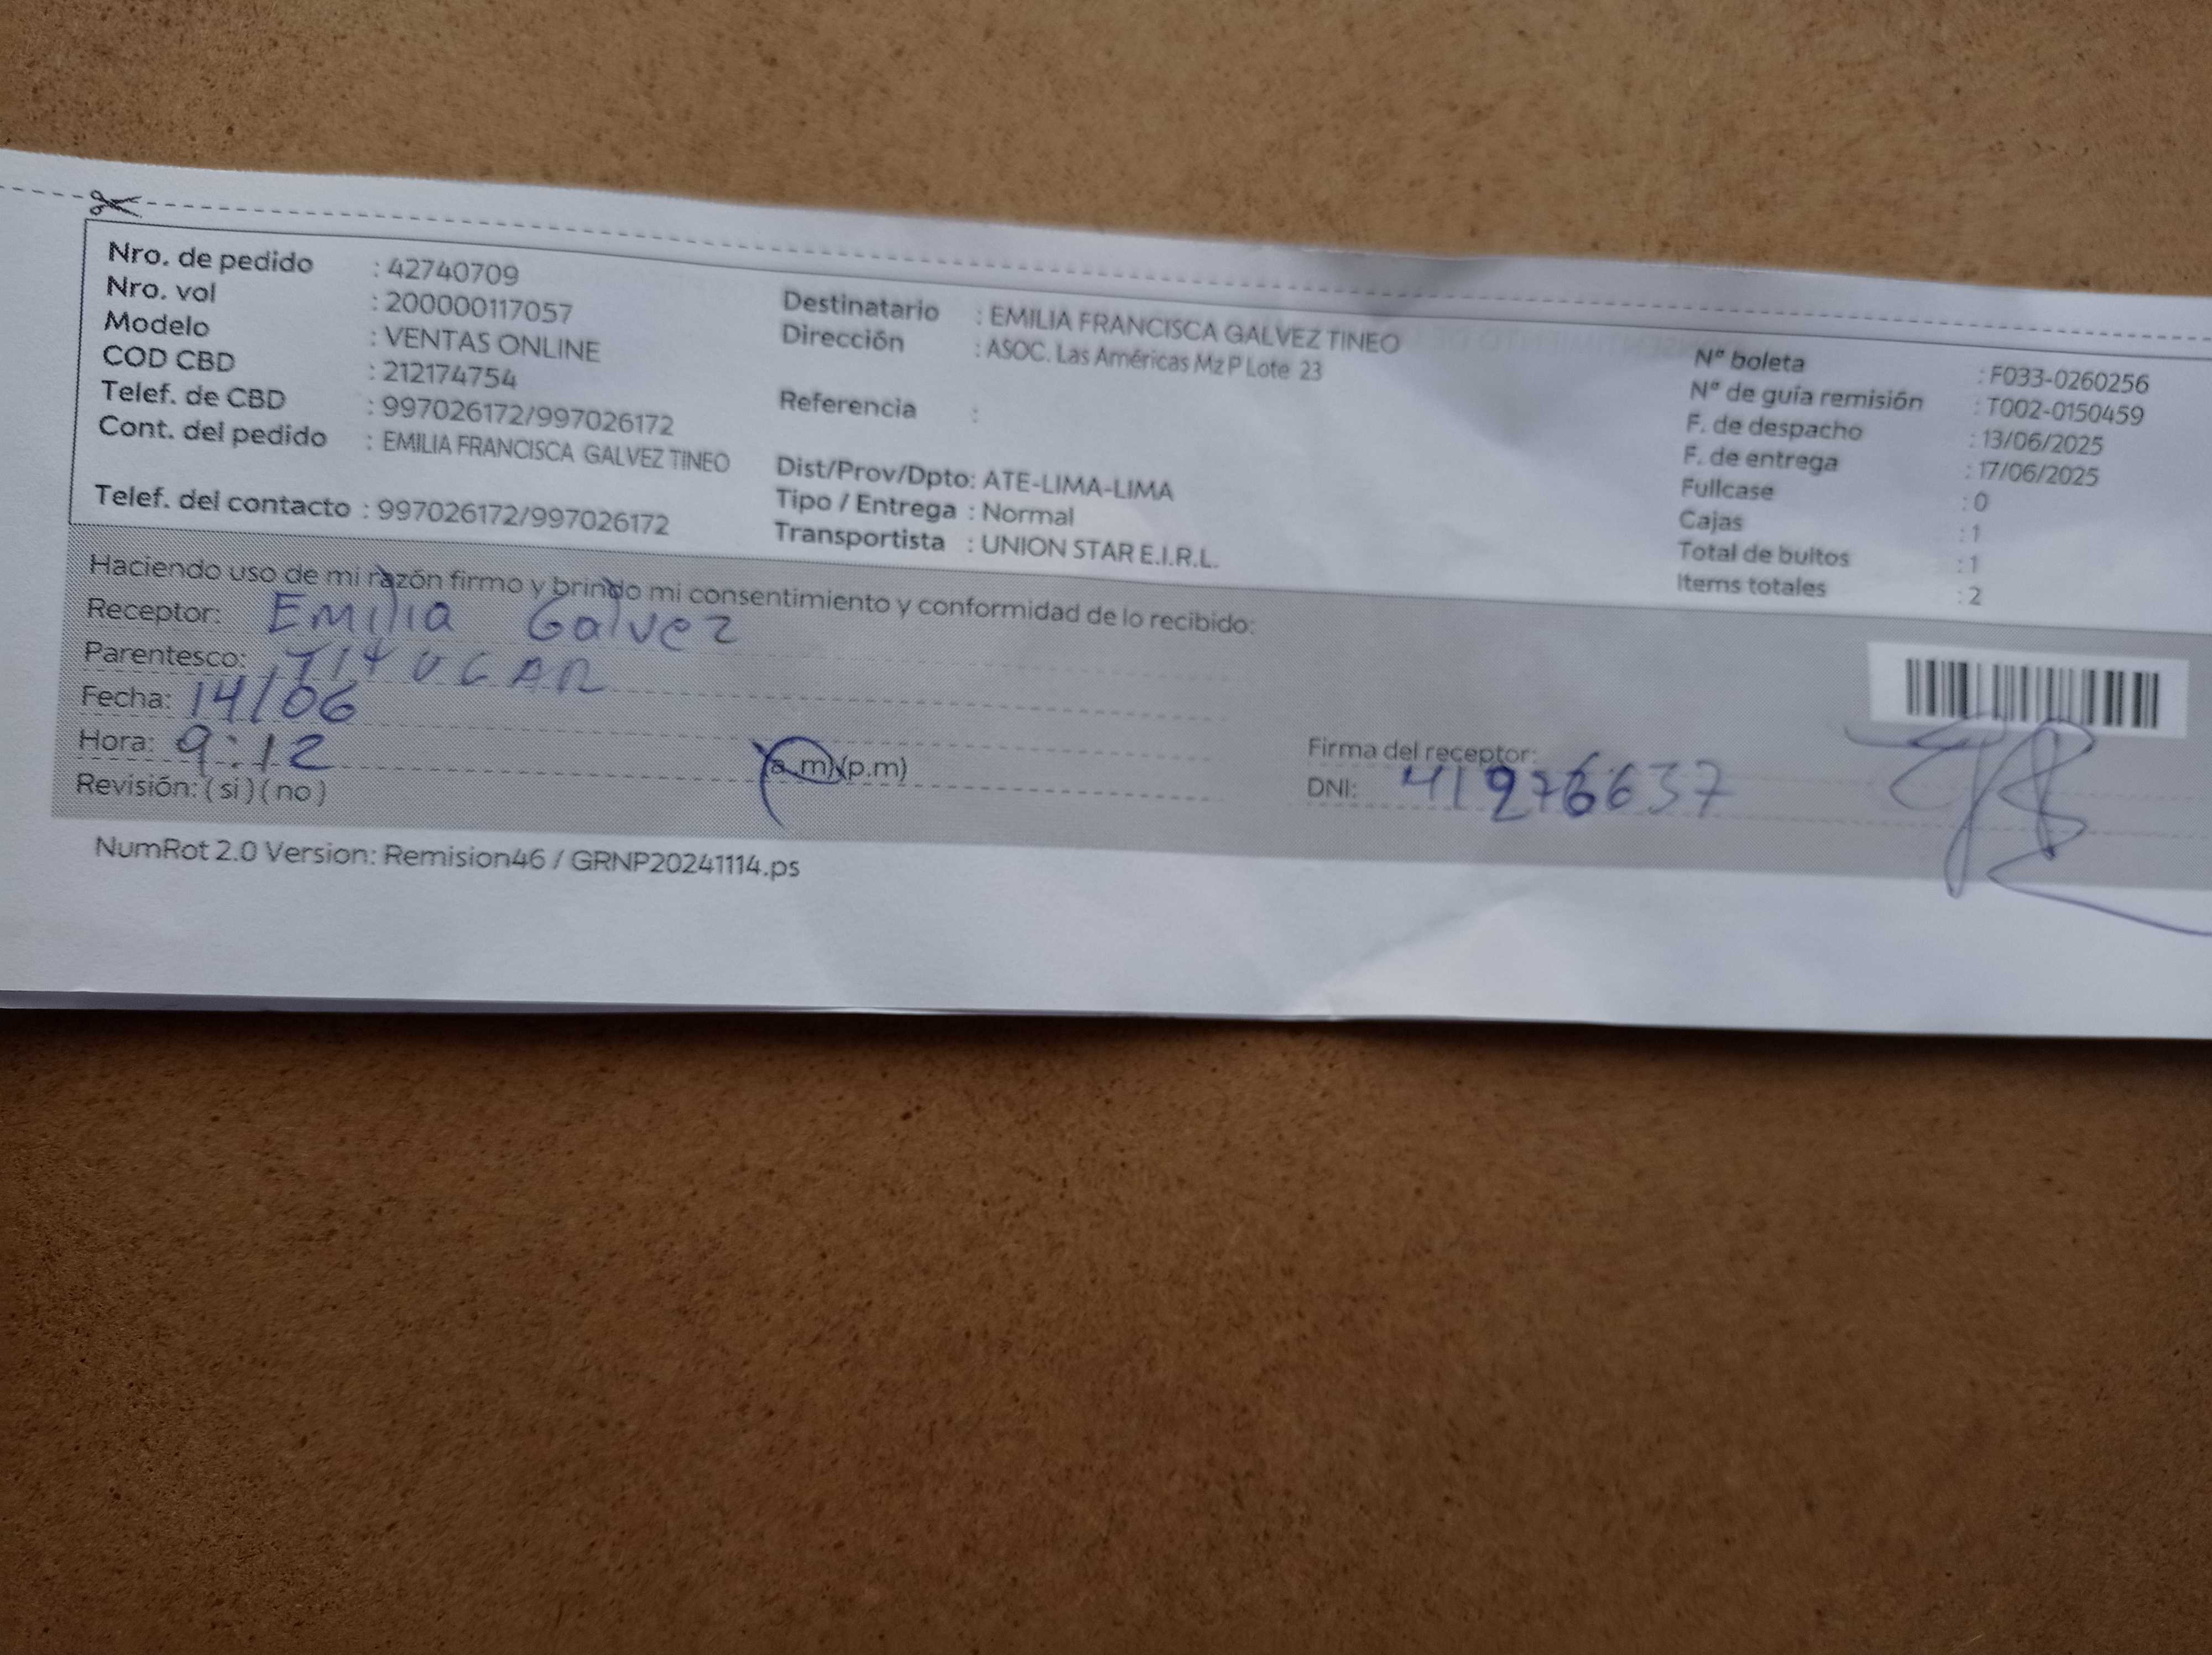 Nro. de pedido : 42740709
Nro. vol : 200000117057
Modelo : VENTAS ONLINE
COD CBD : 212174754
Telef. de CBD : 997026172/997026172
Cont. del pedido : EMILIA FRANCISCA GALVEZ TINEO
Telef. del contacto : 997026172/997026172
Destinatario : EMILIA FRANCISCA GALVEZ TINEO
Dirección : ASOC. Las Américas Mz P Lote 23
Referencia :
Dist/Prov/Dpto: ATE-LIMA-LIMA
Tipo / Entrega : Normal
Transportista : UNION STAR E.I.R.L.
N° boleta : F033-0260256
N° de guía remisión : T002-0150459
F. de despacho : 13/06/2025
F. de entrega : 17/06/2025
Fullcase : 0
Cajas : 1
Total de bultos : 1
Items totales : 2
Haciendo uso de mi razón firmo y brindo mi consentimiento y conformidad de lo recibido:
Receptor: Emilia Galvez
Parentesco: TITULAR
Fecha: 14/06
Hora: 9:12 (a.m)(p.m)
Revisión: (si) (no)
Firma del receptor:
DNI:
NumRot 2.0 Version: Remision46 / GRNP20241114.ps